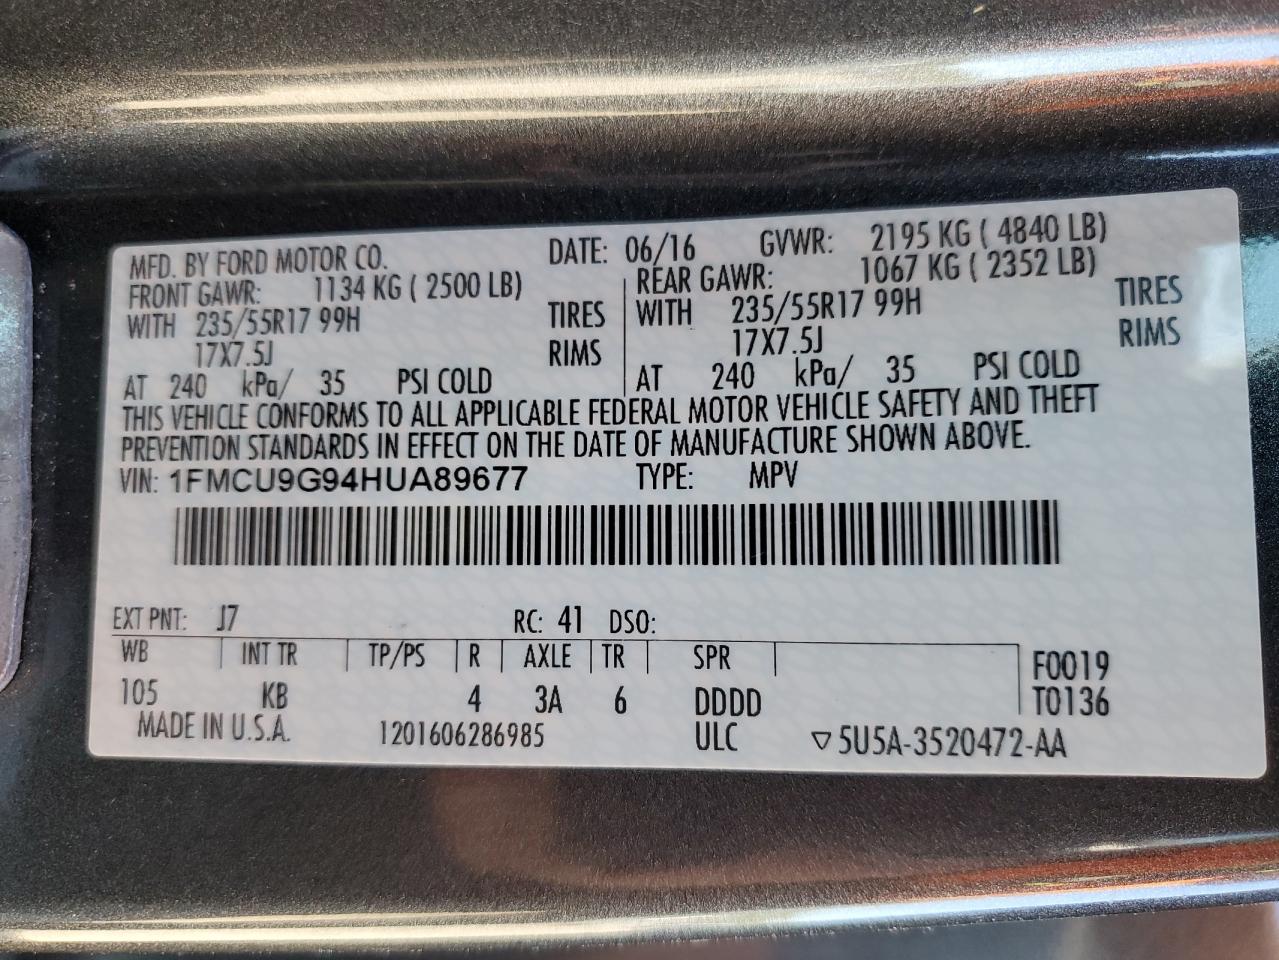 MFD. BY FORD MOTOR CO. DATE: 06/16 GVWR: 2195 KG ( 4840 LB)
FRONT GAWR: 1134 KG ( 2500 LB) REAR GAWR: 1067 KG ( 2352 LB)
WITH 235/55R17 99H TIRES WITH 235/55R17 99H TIRES
17X7.5J RIMS 17X7.5J RIMS
AT 240 kPa/ 35 PSI COLD AT 240 kPa/ 35 PSI COLD
THIS VEHICLE CONFORMS TO ALL APPLICABLE FEDERAL MOTOR VEHICLE SAFETY AND THEFT
PREVENTION STANDARDS IN EFFECT ON THE DATE OF MANUFACTURE SHOWN ABOVE.
VIN: 1FMCU9G94HUA89677 TYPE: MPV
EXT PNT: J7 RC: 41 DSO:
WB INT TR TP/PS R AXLE TR SPR F0019
105 KB 4 3A 6 DDDD T0136
MADE IN U.S.A. 1201606286985 ULC ▽5U5A-3520472-AA